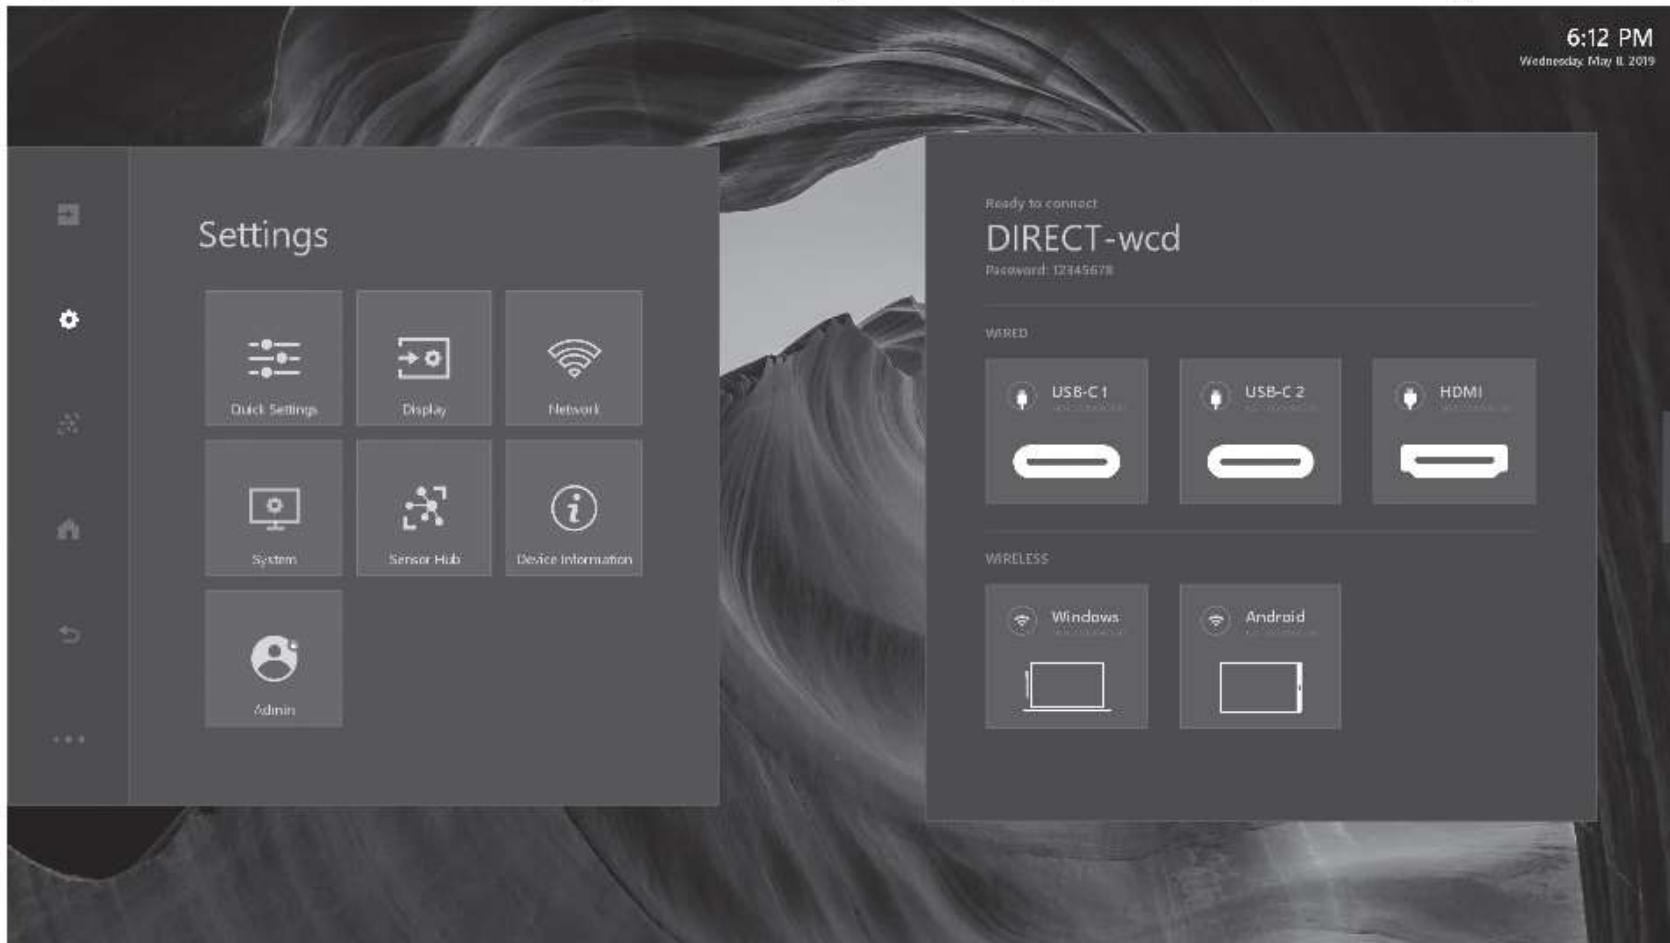 6:12 PM
Wednesday, May 8, 2019
Settings
Quick Settings
Display
Network
System
Sensor Hub
Device Information
Admin
Ready to connect
DIRECT-wcd
Password: 12345678
WIRED
USB-C 1
USB-C 2
HDMI
WIRELESS
Windows
Android